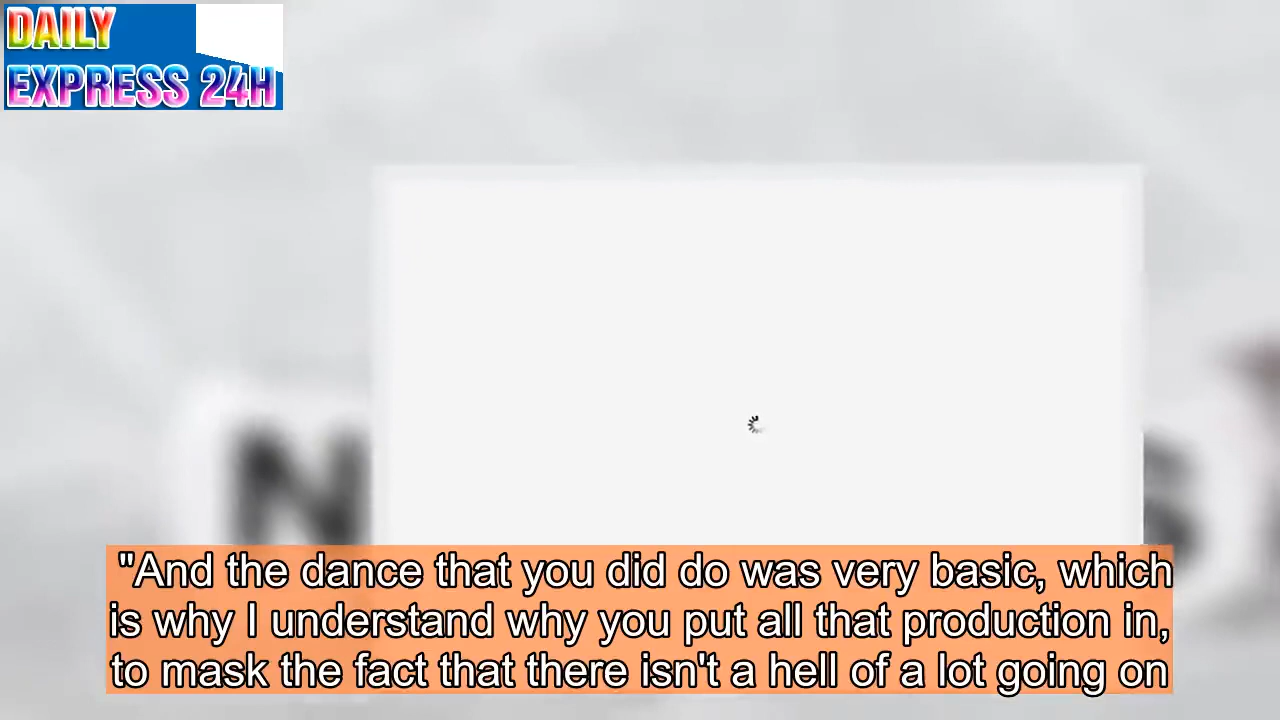 DAILY
EXPRESS 24H
N
"And the dance that you did do was very basic, which
is why I understand why you put all that production in,
to mask the fact that there isn't a hell of a lot going on